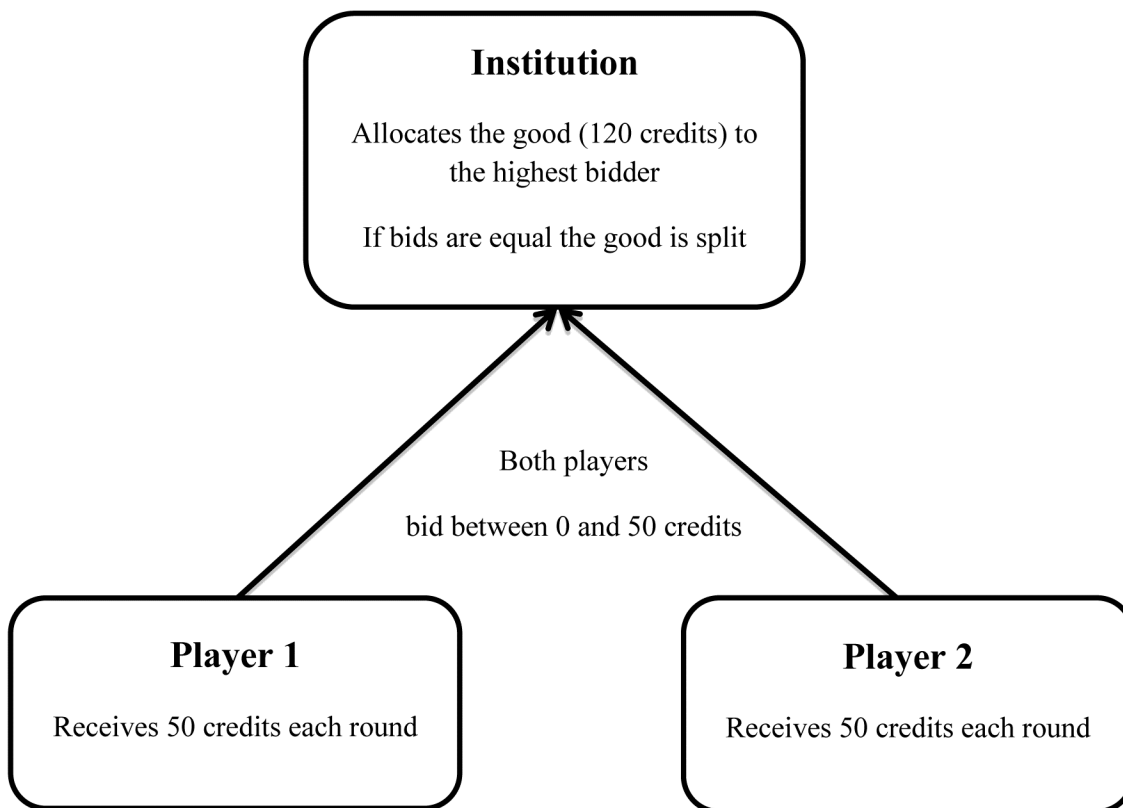 Institution
Allocates the good (120 credits) to
the highest bidder
If bids are equal the good is split
Both players
bid between 0 and 50 credits
Player 1
Receives 50 credits each round
Player 2
Receives 50 credits each round